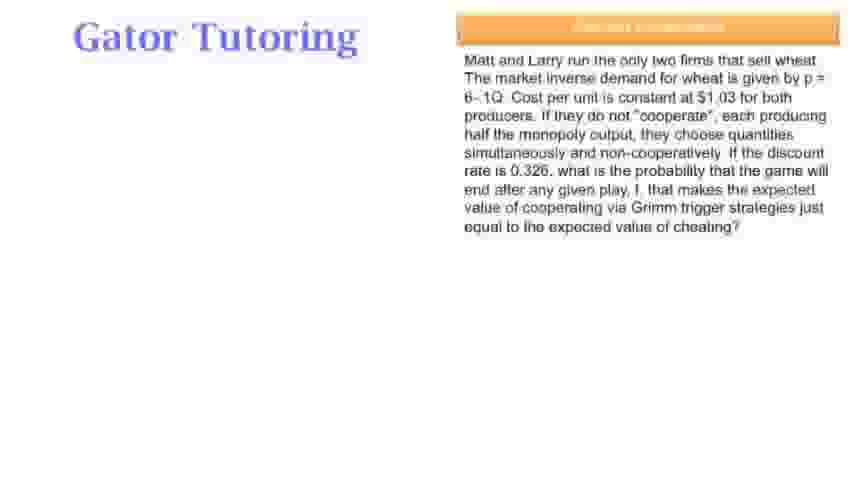 Gator Tutoring
Matt and Larry run the only two firms that sell wheat.
The market inverse demand for wheat is given by p =
6-.1Q. Cost per unit is constant at $1.03 for both
producers. If they do not "cooperate", each producing
half the monopoly output, they choose quantities
simultaneously and non-cooperatively. If the discount
rate is 0.326, what is the probability that the game will
end after any given play, f, that makes the expected
value of cooperating via Grimm trigger strategies just
equal to the expected value of cheating?